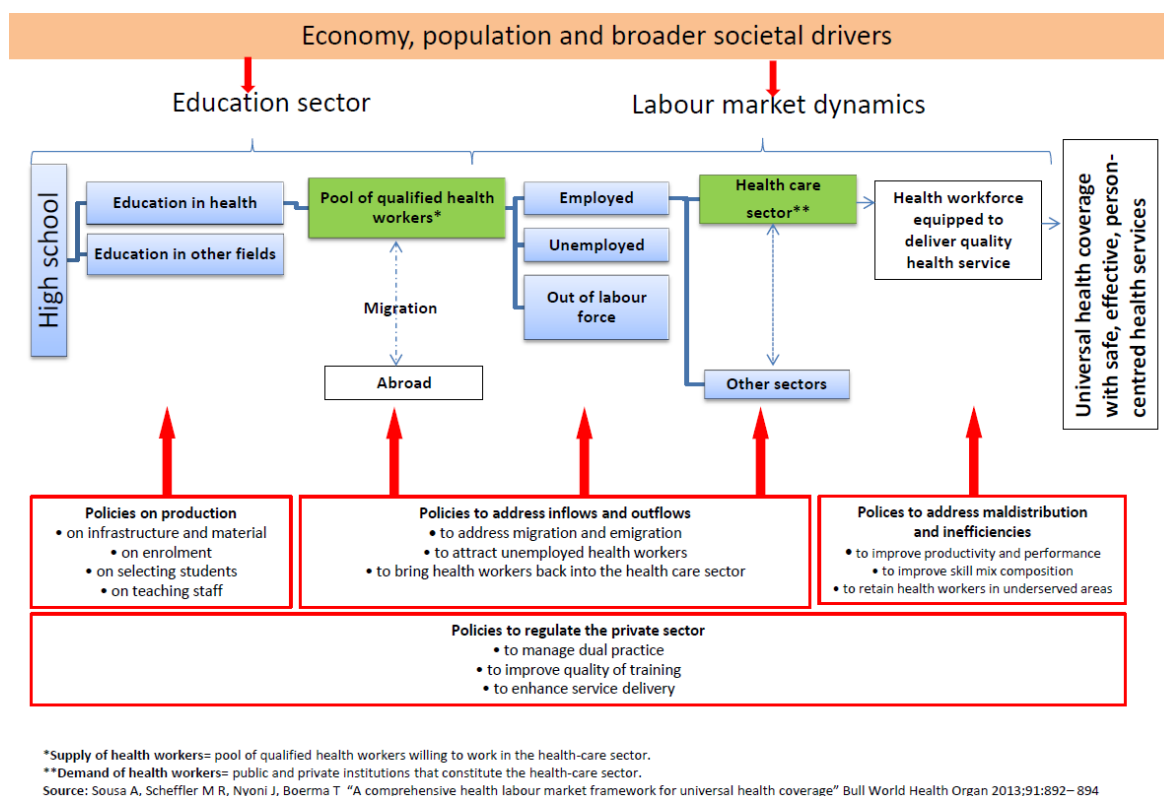 Economy, population and broader societal drivers
Education sector
Labour market dynamics
High school
Education in health
Education in other fields
Pool of qualified health
workers*
Migration
Abroad
Employed
Unemployed
Out of labour
force
Health care
sector**
Other sectors
Health workforce
equipped to
deliver quality
health service
Universal health coverage
with safe, effective, person-
centred health services
Policies on production
• on infrastructure and material
• on enrolment
• on selecting students
• on teaching staff
Policies to address inflows and outflows
• to address migration and emigration
• to attract unemployed health workers
• to bring health workers back into the health care sector
Polices to address maldistribution
and inefficiencies
• to improve productivity and performance
• to improve skill mix composition
• to retain health workers in underserved areas
Policies to regulate the private sector
• to manage dual practice
• to improve quality of training
• to enhance service delivery
*Supply of health workers= pool of qualified health workers willing to work in the health-care sector.
**Demand of health workers= public and private institutions that constitute the health-care sector.
Source: Sousa A, Scheffler M R, Nyoni J, Boerma T "A comprehensive health labour market framework for universal health coverage" Bull World Health Organ 2013;91:892–894